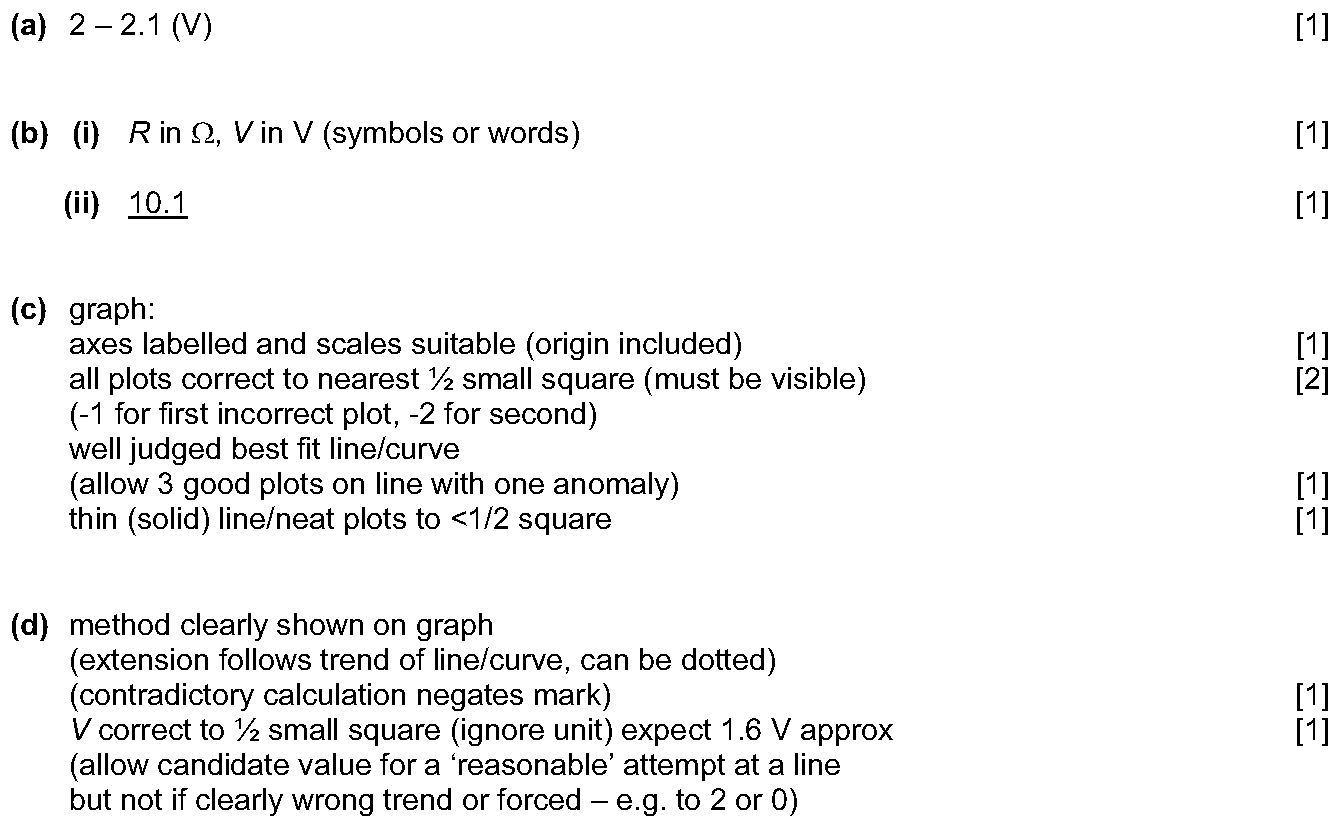 (a) 2 – 2.1 (V) [1]
(b) (i) R in Ω, V in V (symbols or words) [1]
(ii) 10.1 [1]
(c) graph:
axes labelled and scales suitable (origin included) [1]
all plots correct to nearest ½ small square (must be visible) [2]
(-1 for first incorrect plot, -2 for second)
well judged best fit line/curve
(allow 3 good plots on line with one anomaly) [1]
thin (solid) line/neat plots to <1/2 square [1]
(d) method clearly shown on graph
(extension follows trend of line/curve, can be dotted)
(contradictory calculation negates mark) [1]
V correct to ½ small square (ignore unit) expect 1.6 V approx [1]
(allow candidate value for a ‘reasonable’ attempt at a line
but not if clearly wrong trend or forced – e.g. to 2 or 0)